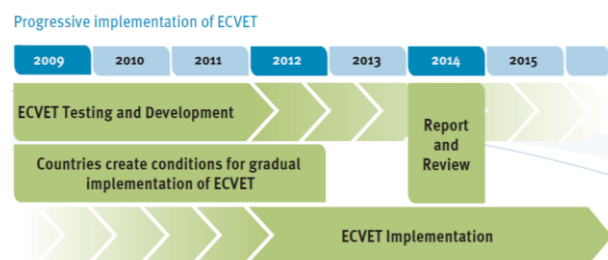 Progressive implementation of ECVET
2009 2010 2011 2012 2013 2014 2015
ECVET Testing and Development
Report
and
Review
Countries create conditions for gradual
implementation of ECVET
ECVET Implementation